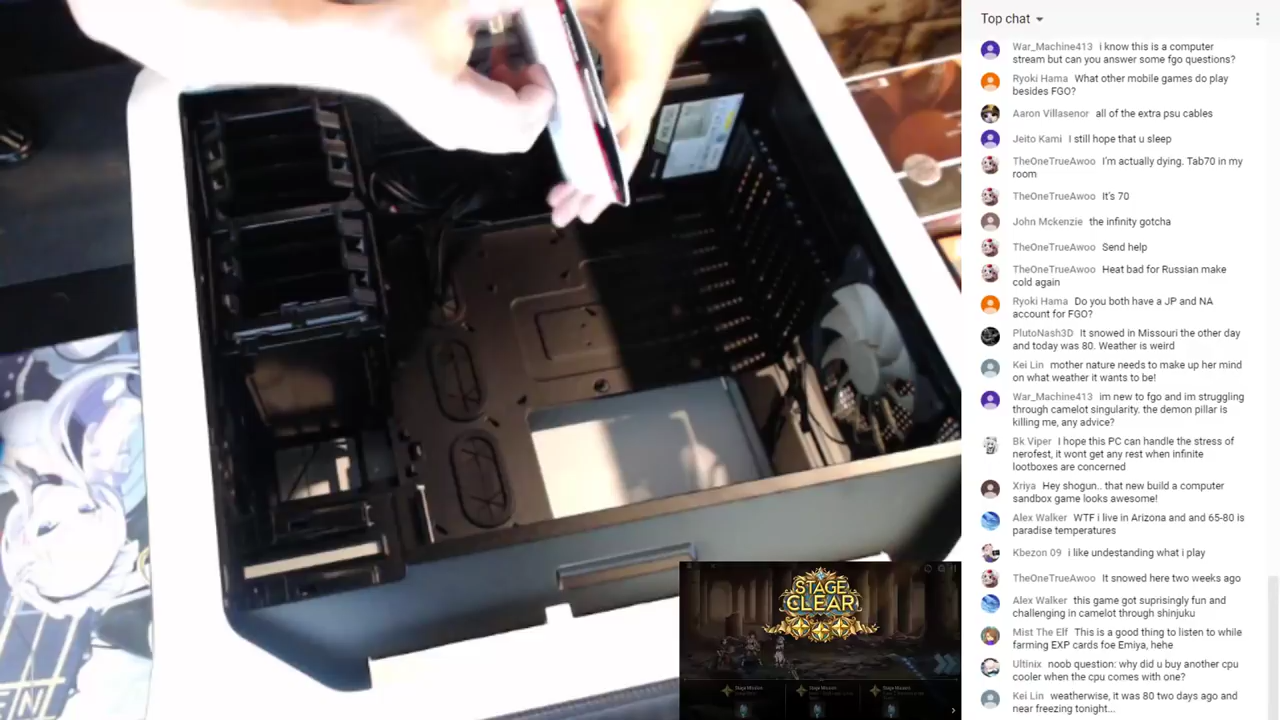 Top chat
War_Machine413 i know this is a computer
stream but can you answer some fgo questions?
Ryoki Hama What other mobile games do play
besides FGO?
Aaron Villasenor all of the extra psu cables
Jeito Kami I still hope that u sleep
TheOneTrueAwoo I'm actually dying. Tab70 in my
room
TheOneTrueAwoo It's 70
John Mckenzie the infinity gotcha
TheOneTrueAwoo Send help
TheOneTrueAwoo Heat bad for Russian make
cold again
Ryoki Hama Do you both have a JP and NA
account for FGO?
PlutoNash3D It snowed in Missouri the other day
and today was 80. Weather is weird
Kei Lin mother nature needs to make up her mind
on what weather it wants to be!
War_Machine413 im new to fgo and im struggling
through camelot singularity. the demon pillar is
killing me, any advice?
Bk Viper I hope this PC can handle the stress of
nerofest, it wont get any rest when infinite
lootboxes are concerned
Xriya Hey shogun.. that new build a computer
sandbox game looks awesome!
Alex Walker WTF i live in Arizona and and 65-80 is
paradise temperatures
Kbezon 09 i like undestanding what i play
TheOneTrueAwoo It snowed here two weeks ago
Alex Walker this game got suprisingly fun and
challenging in camelot through shinjuku
Mist The Elf This is a good thing to listen to while
farming EXP cards foe Emiya, hehe
Ultinix noob question: why did u buy another cpu
cooler when the cpu comes with one?
Kei Lin weatherwise, it was 80 two days ago and
near freezing tonight...
STAGE
CLEAR
Stage Mission Stage Mission Stage Mission